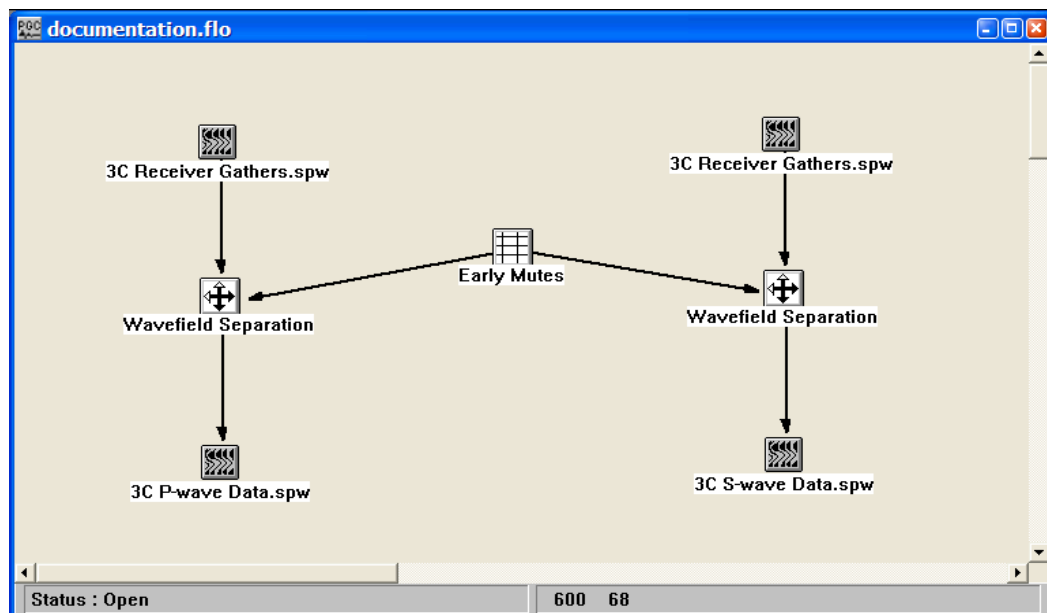 PGC
documentation.flo
3C Receiver Gathers.spw
3C Receiver Gathers.spw
Early Mutes
Wavefield Separation
Wavefield Separation
3C P-wave Data.spw
3C S-wave Data.spw
Status : Open
600 68